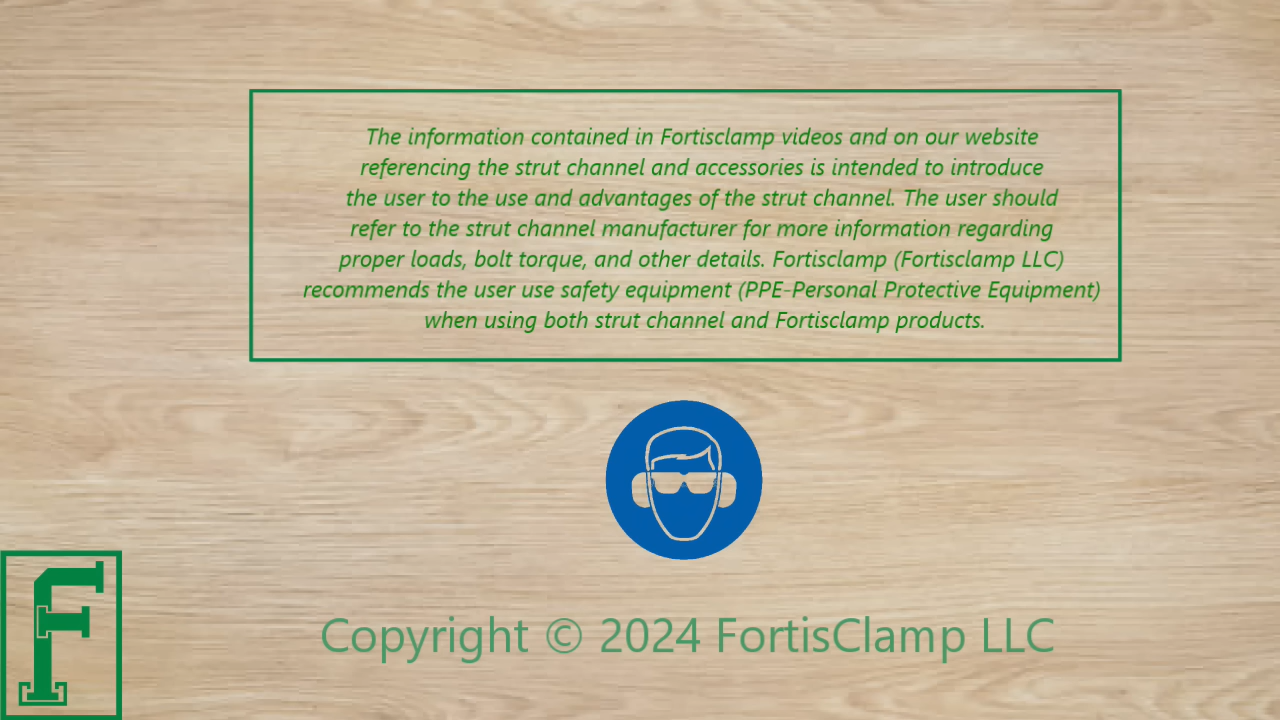 The information contained in Fortisclamp videos and on our website
referencing the strut channel and accessories is intended to introduce
the user to the use and advantages of the strut channel. The user should
refer to the strut channel manufacturer for more information regarding
proper loads, bolt torque, and other details. Fortisclamp (Fortisclamp LLC)
recommends the user use safety equipment (PPE-Personal Protective Equipment)
when using both strut channel and Fortisclamp products.
F
Copyright © 2024 FortisClamp LLC